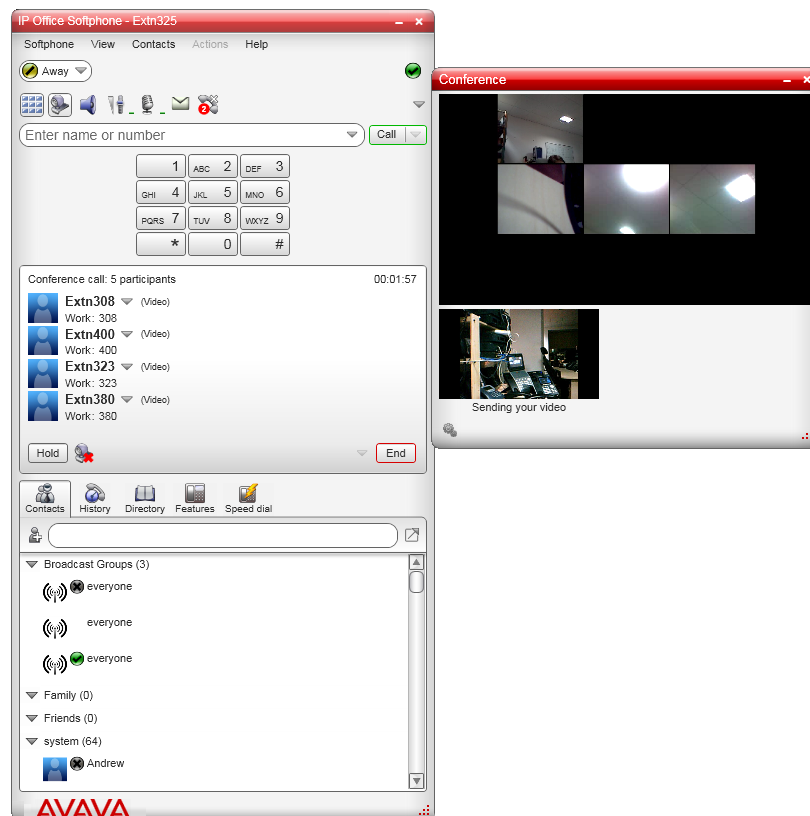 IP Office Softphone - Extn325
Softphone View Contacts Actions Help
Away
2
Enter name or number
Call
1 ABC 2 DEF 3
GHI 4 JKL 5 MNO 6
PQRS 7 TUV 8 WXYZ 9
* 0 #
Conference call: 5 participants 00:01:57
Extn308 (Video)
Work: 308
Extn400 (Video)
Work: 400
Extn323 (Video)
Work: 323
Extn380 (Video)
Work: 380
Hold End
Contacts History Directory Features Speed dial
Broadcast Groups (3)
everyone
everyone
everyone
Family (0)
Friends (0)
system (64)
Andrew
AVAYA
Conference
Sending your video